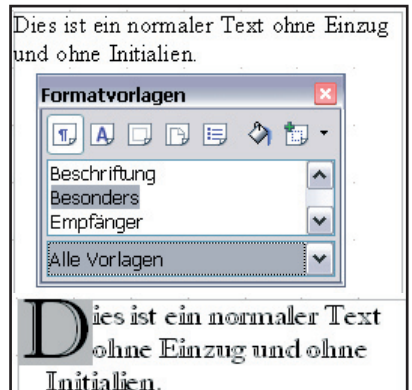 Dies ist ein normaler Text ohne Einzug
und ohne Initialien.
Formatvorlagen
Beschriftung
Besonders
Empfänger
Alle Vorlagen
Dies ist ein normaler Text
ohne Einzug und ohne
Initialien.